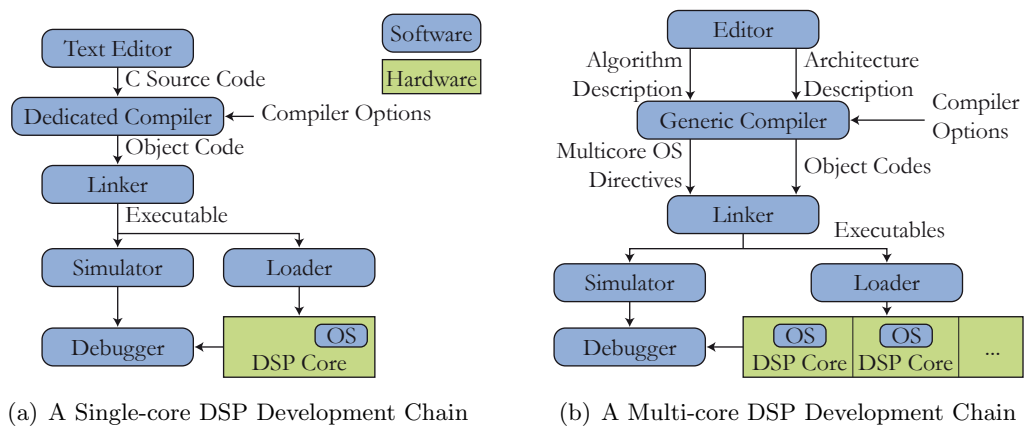 Text Editor
Software
C Source Code
Hardware
Dedicated Compiler
Compiler Options
Object Code
Linker
Executable
Simulator
Loader
Debugger
OS
DSP Core
(a) A Single-core DSP Development Chain
Editor
Algorithm
Description
Architecture
Description
Generic Compiler
Compiler
Options
Multicore OS
Directives
Object Codes
Linker
Executables
Simulator
Loader
Debugger
OS
DSP Core
OS
DSP Core
...
(b) A Multi-core DSP Development Chain